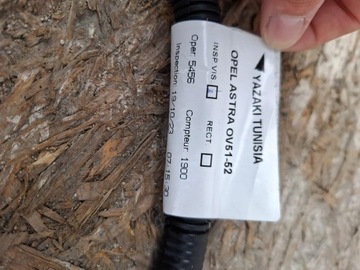 YAZAKI TUNISIA
OPEL ASTRA OV51-52
INSP VIS RECT
Oper: 5456 Compteur: 1900
Inspection 19/10/23 07:15:30